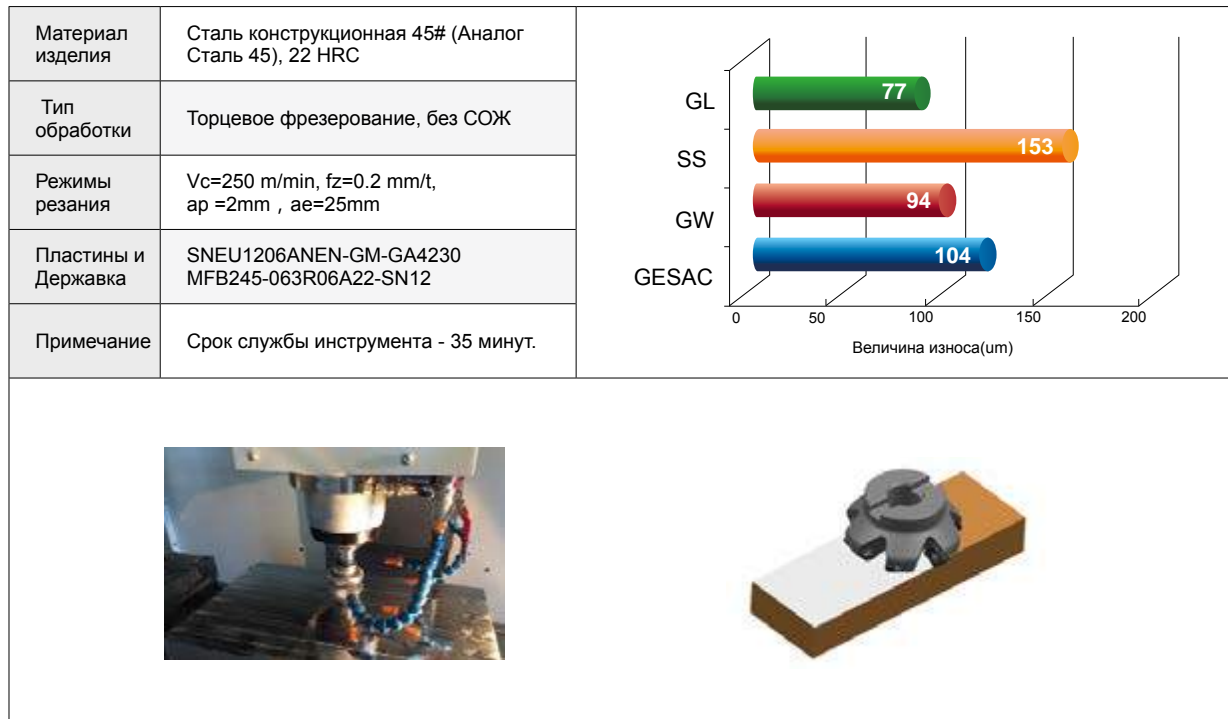 Материал
изделия
Сталь конструкционная 45# (Аналог
Сталь 45), 22 HRC
Тип
обработки
Торцевое фрезерование, без СОЖ
Режимы
резания
Vc=250 m/min, fz=0.2 mm/t,
ap =2mm , ae=25mm
Пластины и
Державка
SNEU1206ANEN-GM-GA4230
MFB245-063R06A22-SN12
Примечание
Срок службы инструмента - 35 минут.
GL
77
SS
153
GW
94
GESAC
104
0 50 100 150 200
Величина износа(um)